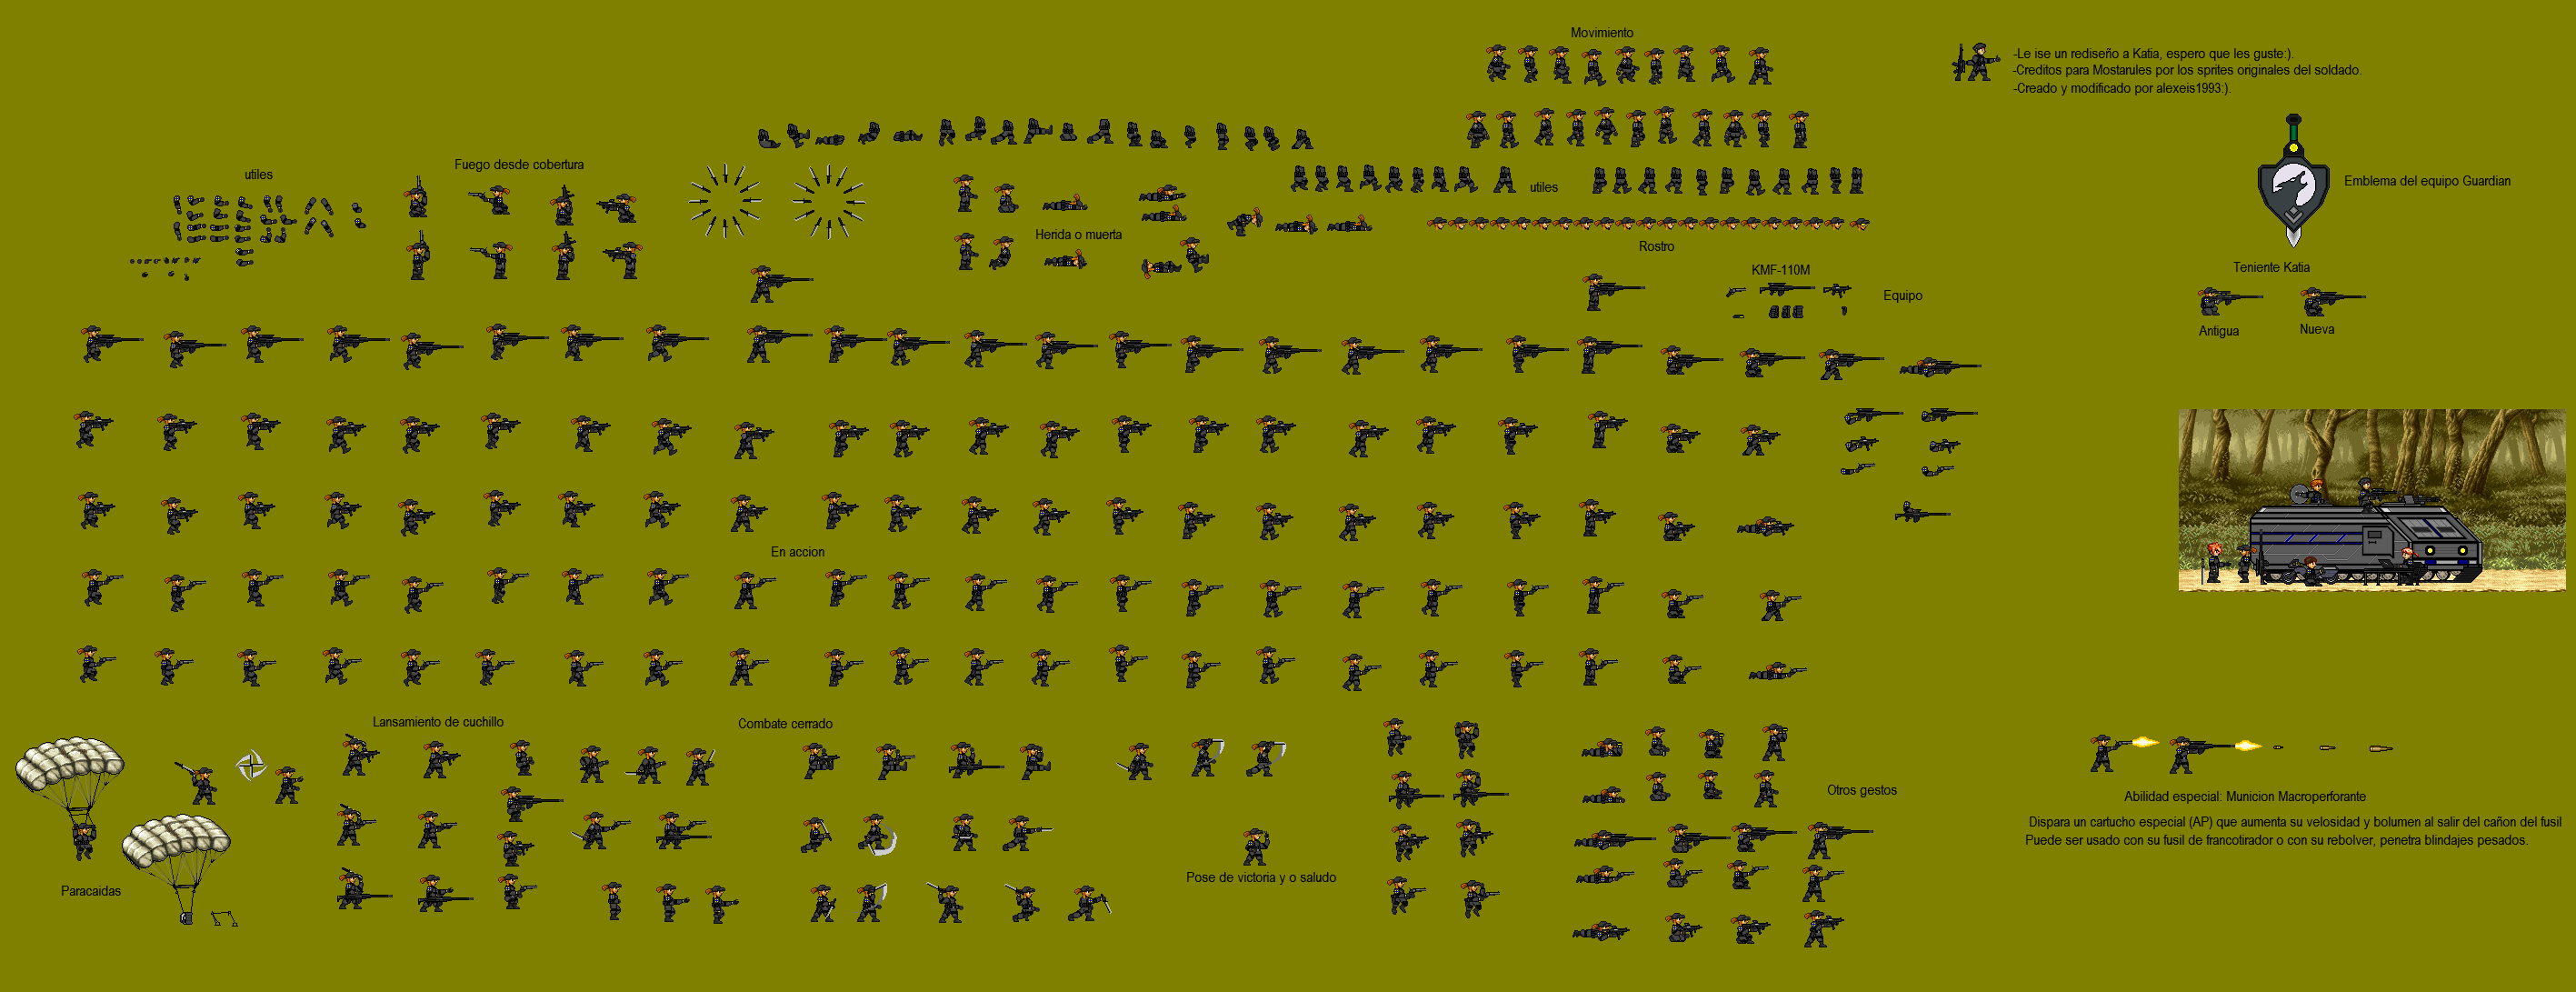 Movimiento
-Le ise un rediseño a Katia, espero que les guste:).
-Creditos para Mostarules por los sprites originales del soldado.
-Creado y modificado por alexeis1993:).
Fuego desde cobertura
utiles
utiles
Emblema del equipo Guardian
Herida o muerta
Rostro
KMF-110M
Equipo
Teniente Katia
Antigua
Nueva
En accion
Lansamiento de cuchillo
Combate cerrado
Otros gestos
Paracaidas
Pose de victoria y o saludo
Abilidad especial: Municion Macroperforante
Dispara un cartucho especial (AP) que aumenta su velosidad y bolumen al salir del cañon del fusil
Puede ser usado con su fusil de francotirador o con su rebolver, penetra blindajes pesados.